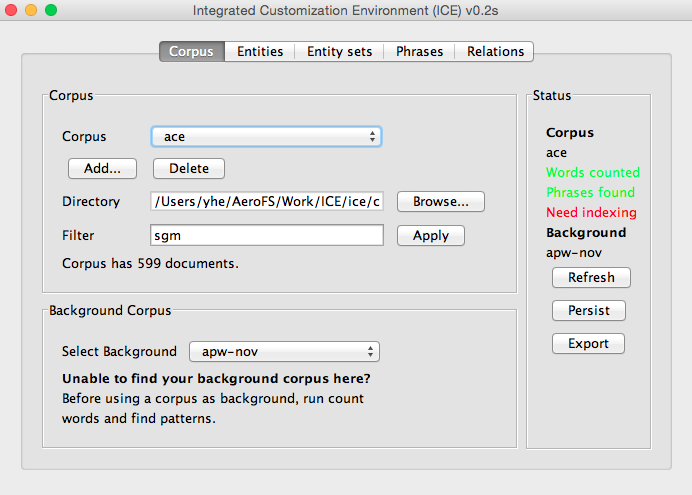 Integrated Customization Environment (ICE) v0.2s
Corpus Entities Entity sets Phrases Relations
Corpus
Corpus ace
Add... Delete
Directory /Users/yhe/AeroFS/Work/ICE/ice/c Browse...
Filter sgm Apply
Corpus has 599 documents.
Background Corpus
Select Background apw-nov
Unable to find your background corpus here?
Before using a corpus as background, run count
words and find patterns.
Status
Corpus
ace
Words counted
Phrases found
Need indexing
Background
apw-nov
Refresh
Persist
Export